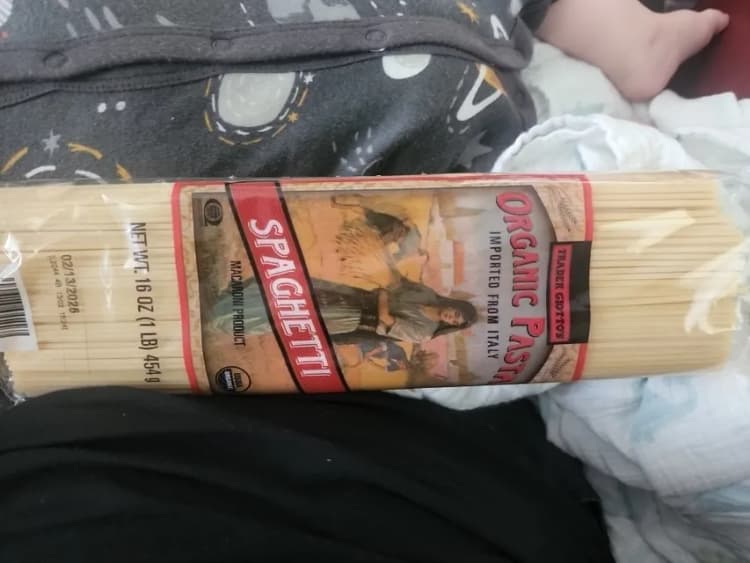 TRADER GIOTTO'S
ORGANIC PASTA
IMPORTED FROM ITALY
SPAGHETTI
MACARONI PRODUCT
NET WT. 16 OZ (1 LB) 454 g
02/13/2026